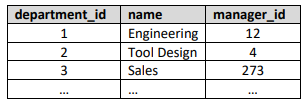 department_id name manager_id
1 Engineering 12
2 Tool Design 4
3 Sales 273
... ... ...